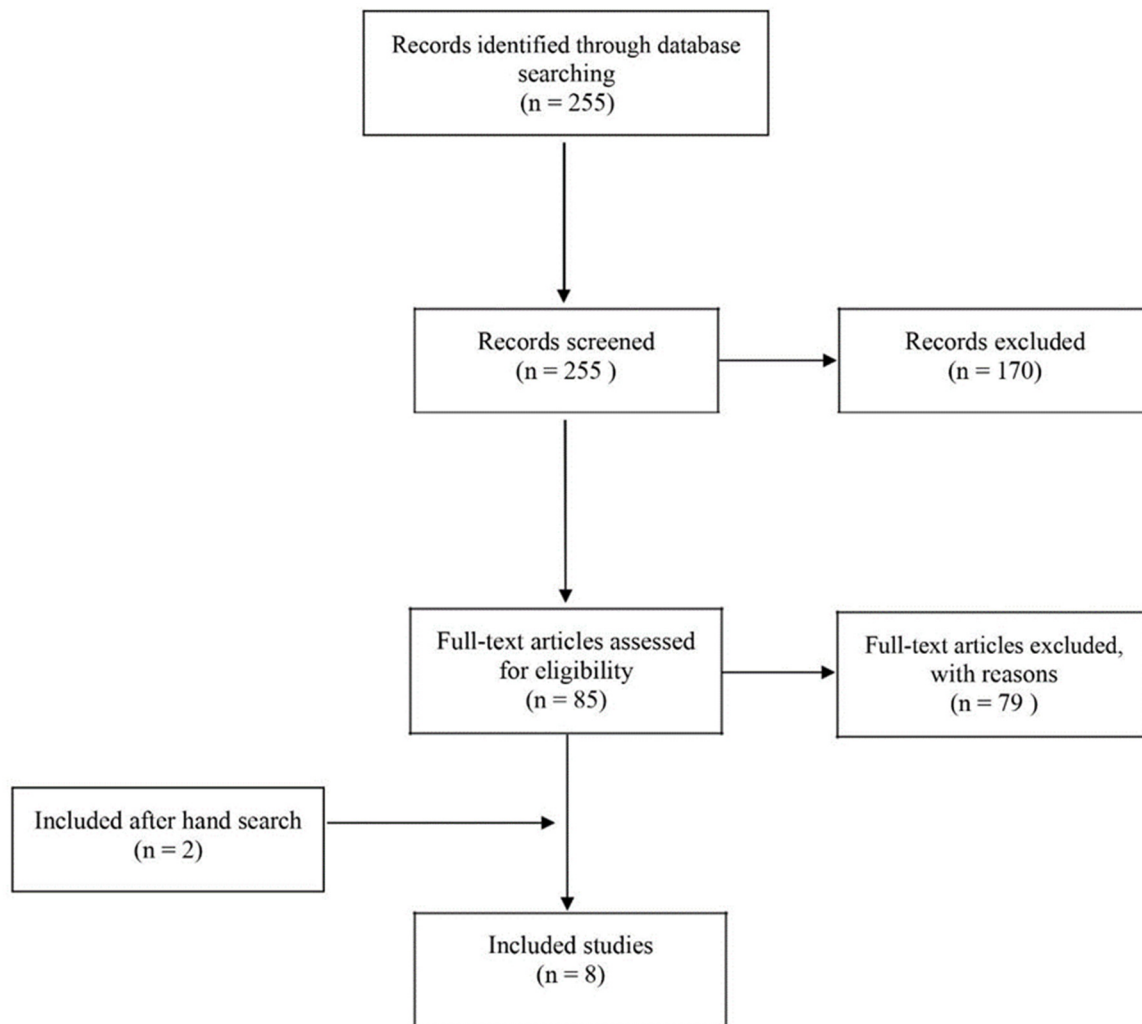 Records identified through database
searching
(n = 255)
Records screened
(n = 255 )
Records excluded
(n = 170)
Full-text articles assessed
for eligibility
(n = 85)
Full-text articles excluded,
with reasons
(n = 79 )
Included after hand search
(n = 2)
Included studies
(n = 8)